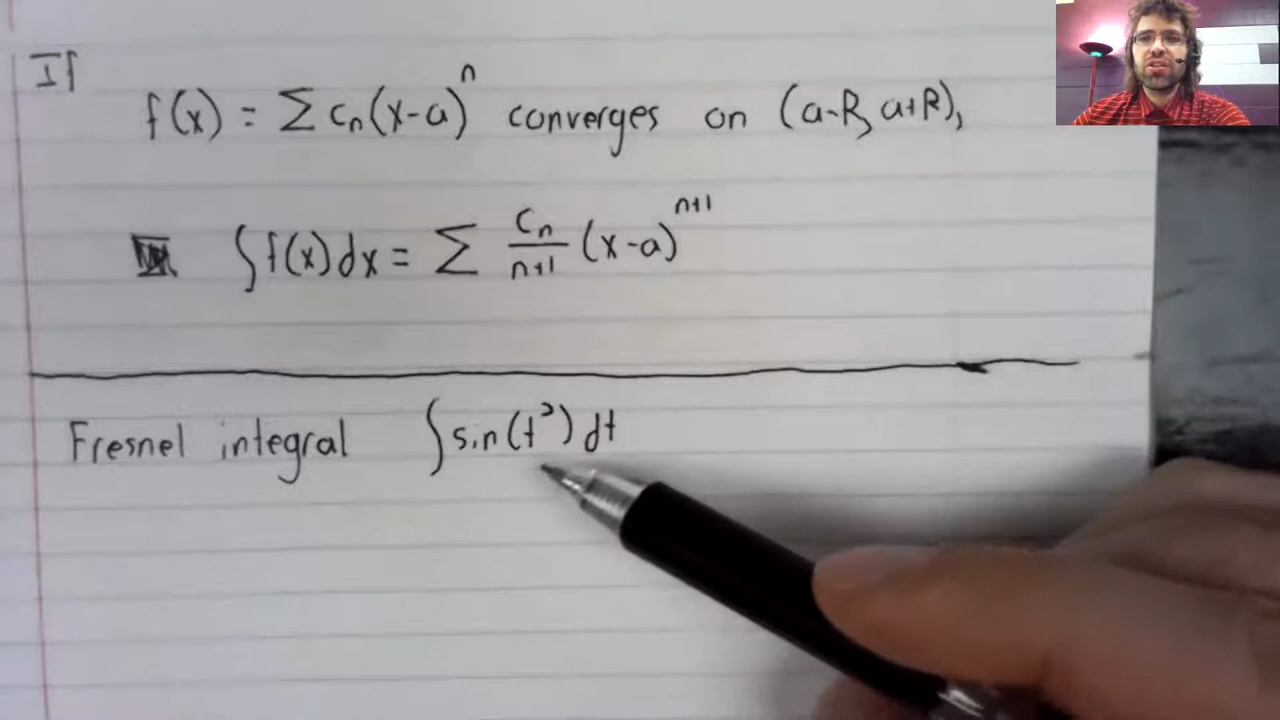 If
f(x) = Σ cₙ(x-a)ⁿ converges on (a-R, a+R),
∫f(x)dx = Σ cₙ/n+1 (x-a)ⁿ⁺¹
Fresnel integral ∫sin(t²)dt